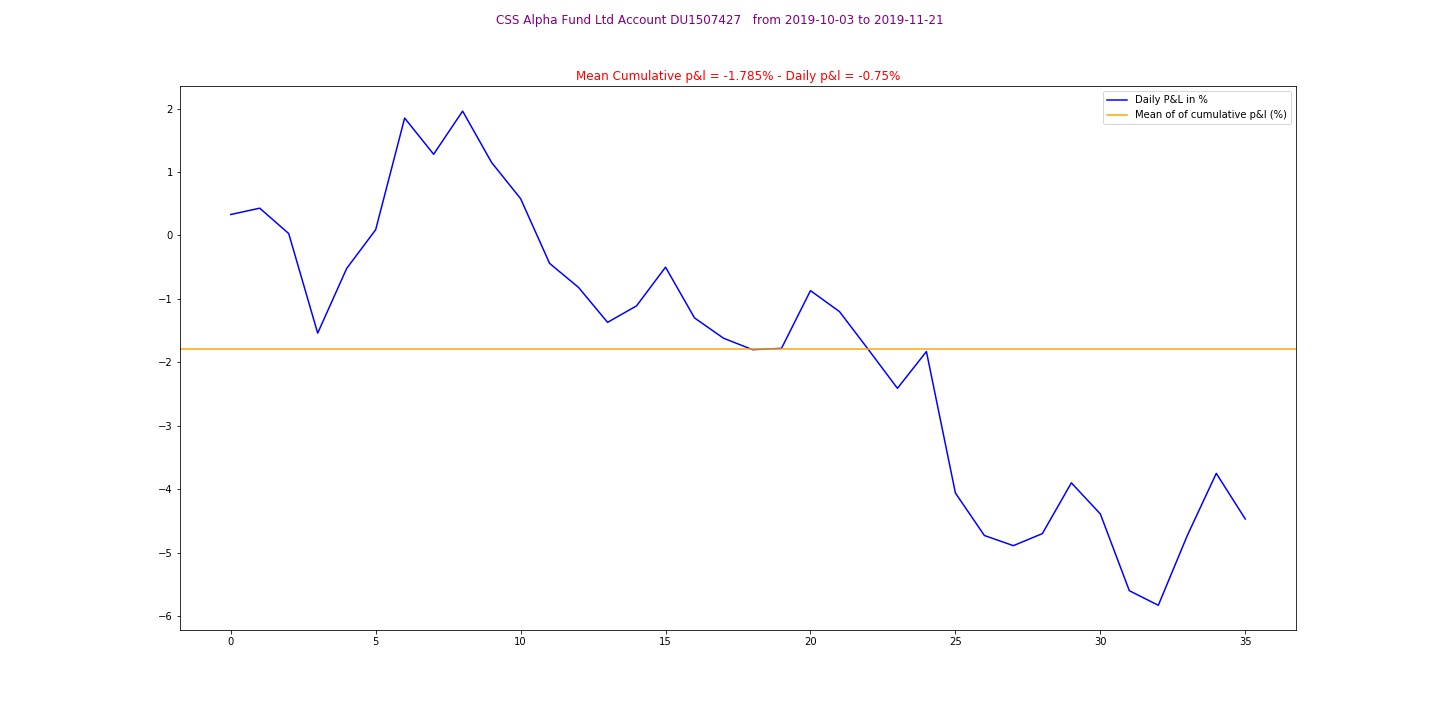 CSS Alpha Fund Ltd Account DU1507427   from 2019-10-03 to 2019-11-21
Mean Cumulative p&l = -1.785% - Daily p&l = -0.75%
Daily P&L in %
Mean of of cumulative p&l (%)
2
1
0
−1
−2
−3
−4
−5
−6
0 5 10 15 20 25 30 35